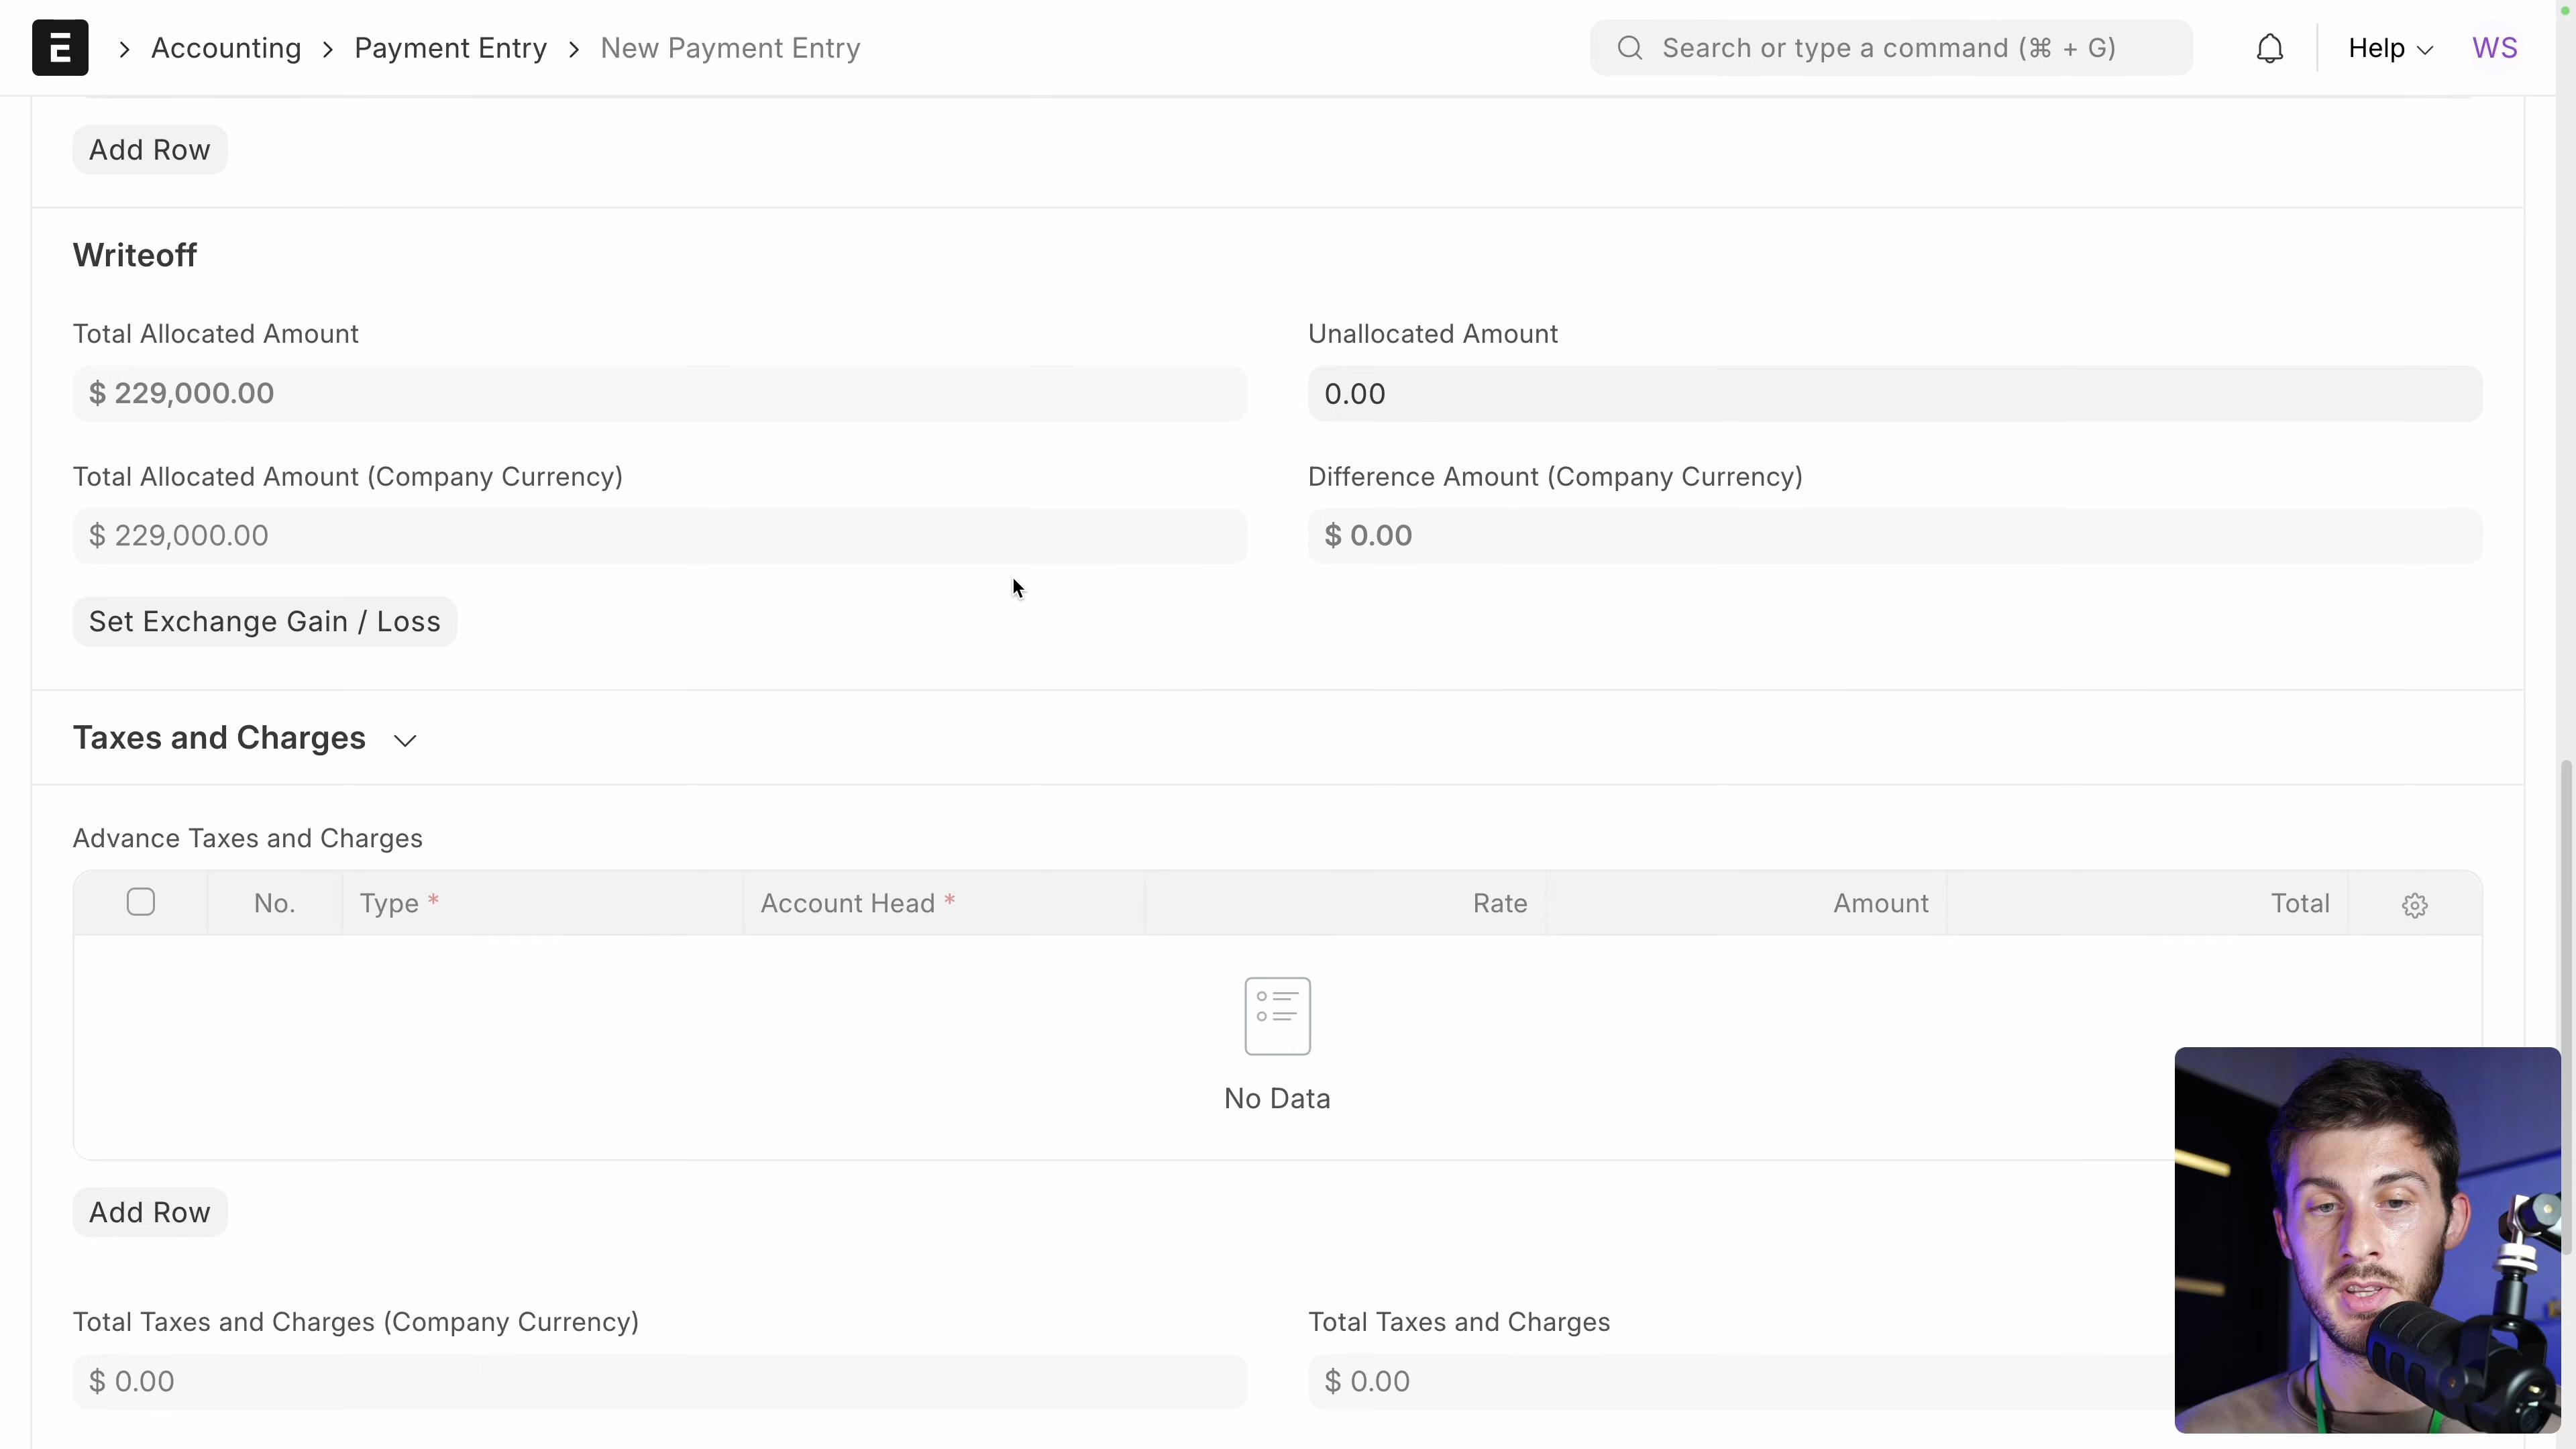 E
Accounting
Payment Entry
New Payment Entry
Search or type a command (⌘ + G)
Help
WS
Add Row
Writeoff
Total Allocated Amount
Unallocated Amount
$ 229,000.00
0.00
Total Allocated Amount (Company Currency)
Difference Amount (Company Currency)
$ 229,000.00
$ 0.00
Set Exchange Gain / Loss
Taxes and Charges
Advance Taxes and Charges
No. Type * Account Head * Rate Amount Total
No Data
Add Row
Total Taxes and Charges (Company Currency)
Total Taxes and Charges
$ 0.00
$ 0.00